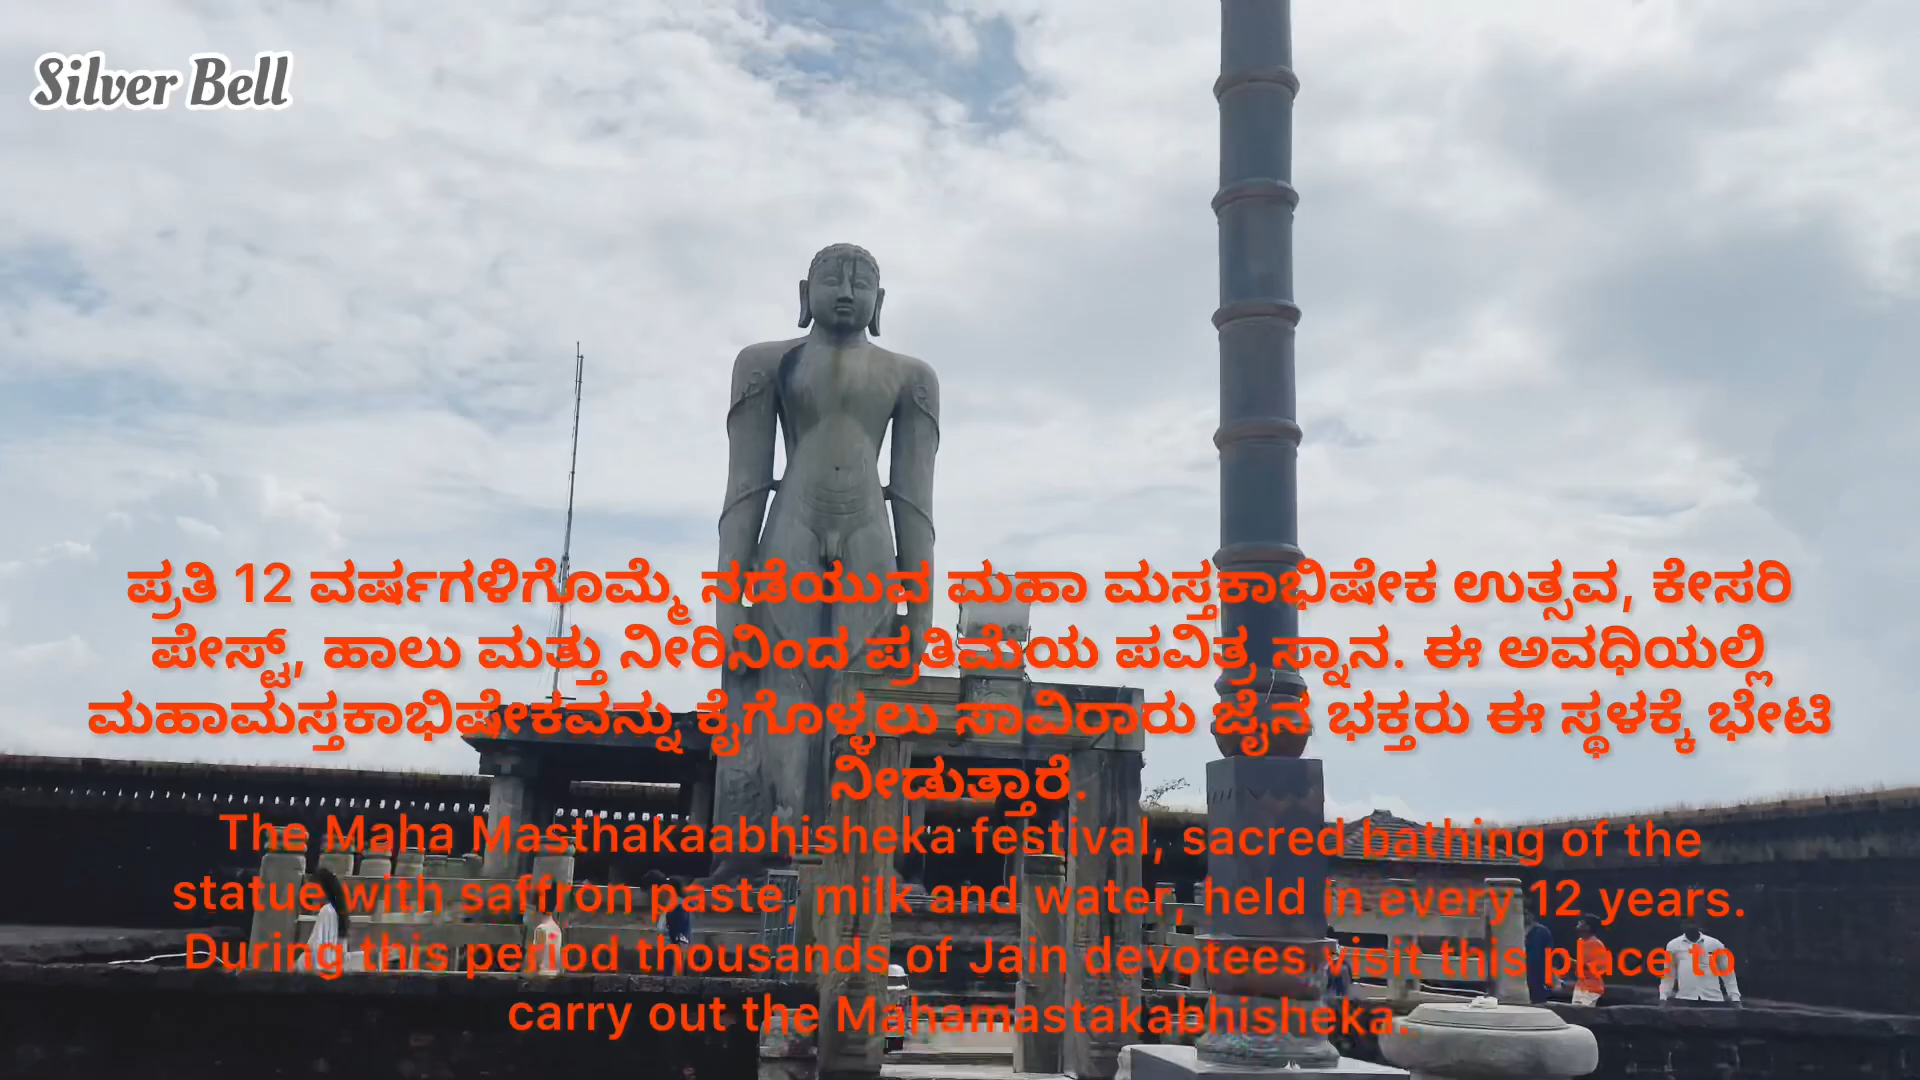 Silver Bell
ಪ್ರತಿ 12 ವರ್ಷಗಳಿಗೊಮ್ಮೆ ನಡೆಯುವ ಮಹಾ ಮಸ್ತಕಾಭಿಷೇಕ ಉತ್ಸವ, ಕೇಸರಿ
ಪೇಸ್ಟ್, ಹಾಲು ಮತ್ತು ನೀರಿನಿಂದ ಪ್ರತಿಮೆಯ ಪವಿತ್ರ ಸ್ನಾನ. ಈ ಅವಧಿಯಲ್ಲಿ
ಮಹಾಮಸ್ತಕಾಭಿಷೇಕವನ್ನು ಕೈಗೊಳ್ಳಲು ಸಾವಿರಾರು ಜೈನ ಭಕ್ತರು ಈ ಸ್ಥಳಕ್ಕೆ ಭೇಟಿ
ನೀಡುತ್ತಾರೆ.
The Maha Masthakaabhisheka festival, sacred bathing of the
statue with saffron paste, milk and water, held in every 12 years.
During this period thousands of Jain devotees visit this place to
carry out the Mahamastakabhisheka.